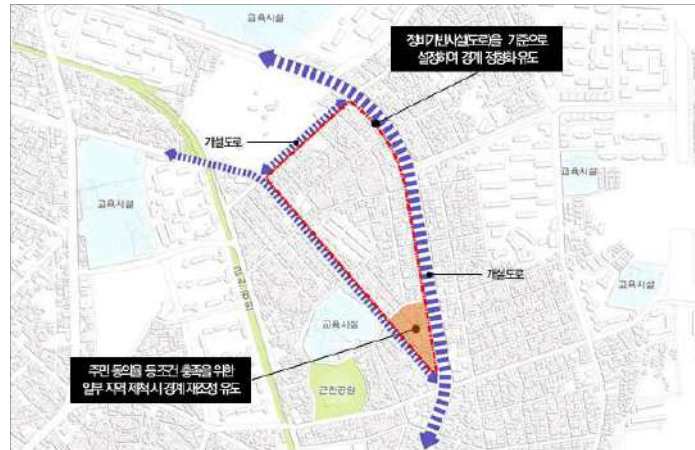 교육시설
정비기반시설(도로)을 기준으로
설정하여 경계 정형화 유도
개설도로
교육시설
교육시설
개설도로
교육시설
교육시설
주민 동의율 등 조건 충족을 위한
일부 지역 제척시 경계 재조정 유도
근린공원